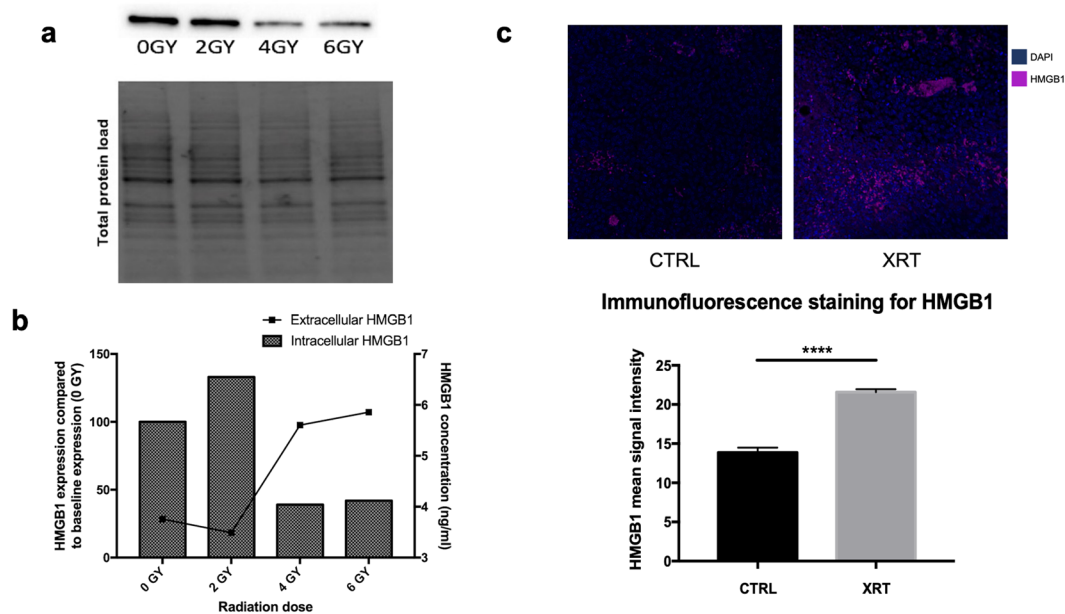 a
0GY 2GY 4GY 6GY
Total protein load
b
Extracellular HMGB1
Intracellular HMGB1
HMGB1 expression compared
to baseline expression (0 GY)
150
100
50
0
7
6
5
4
3
HMGB1 concentration (ng/ml)
0 GY 2 GY 4 GY 6 GY
Radiation dose
c
DAPI
HMGB1
CTRL XRT
Immunofluorescence staining for HMGB1
****
HMGB1 mean signal intensity
25
20
15
10
5
0
CTRL XRT